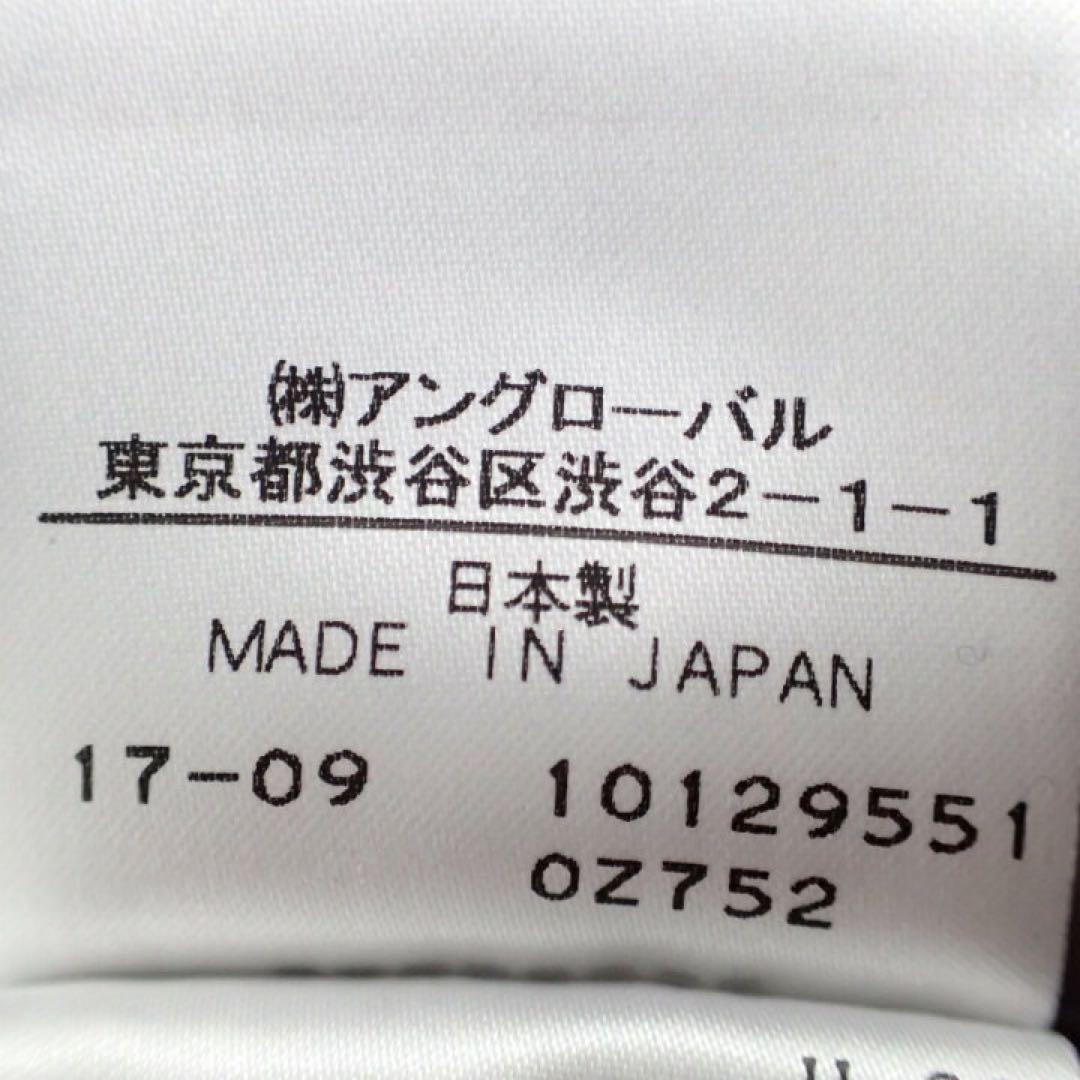 ㈱アングローバル
東京都渋谷区渋谷2-1-1
日本製
MADE IN JAPAN
17-09 10129551
0Z752